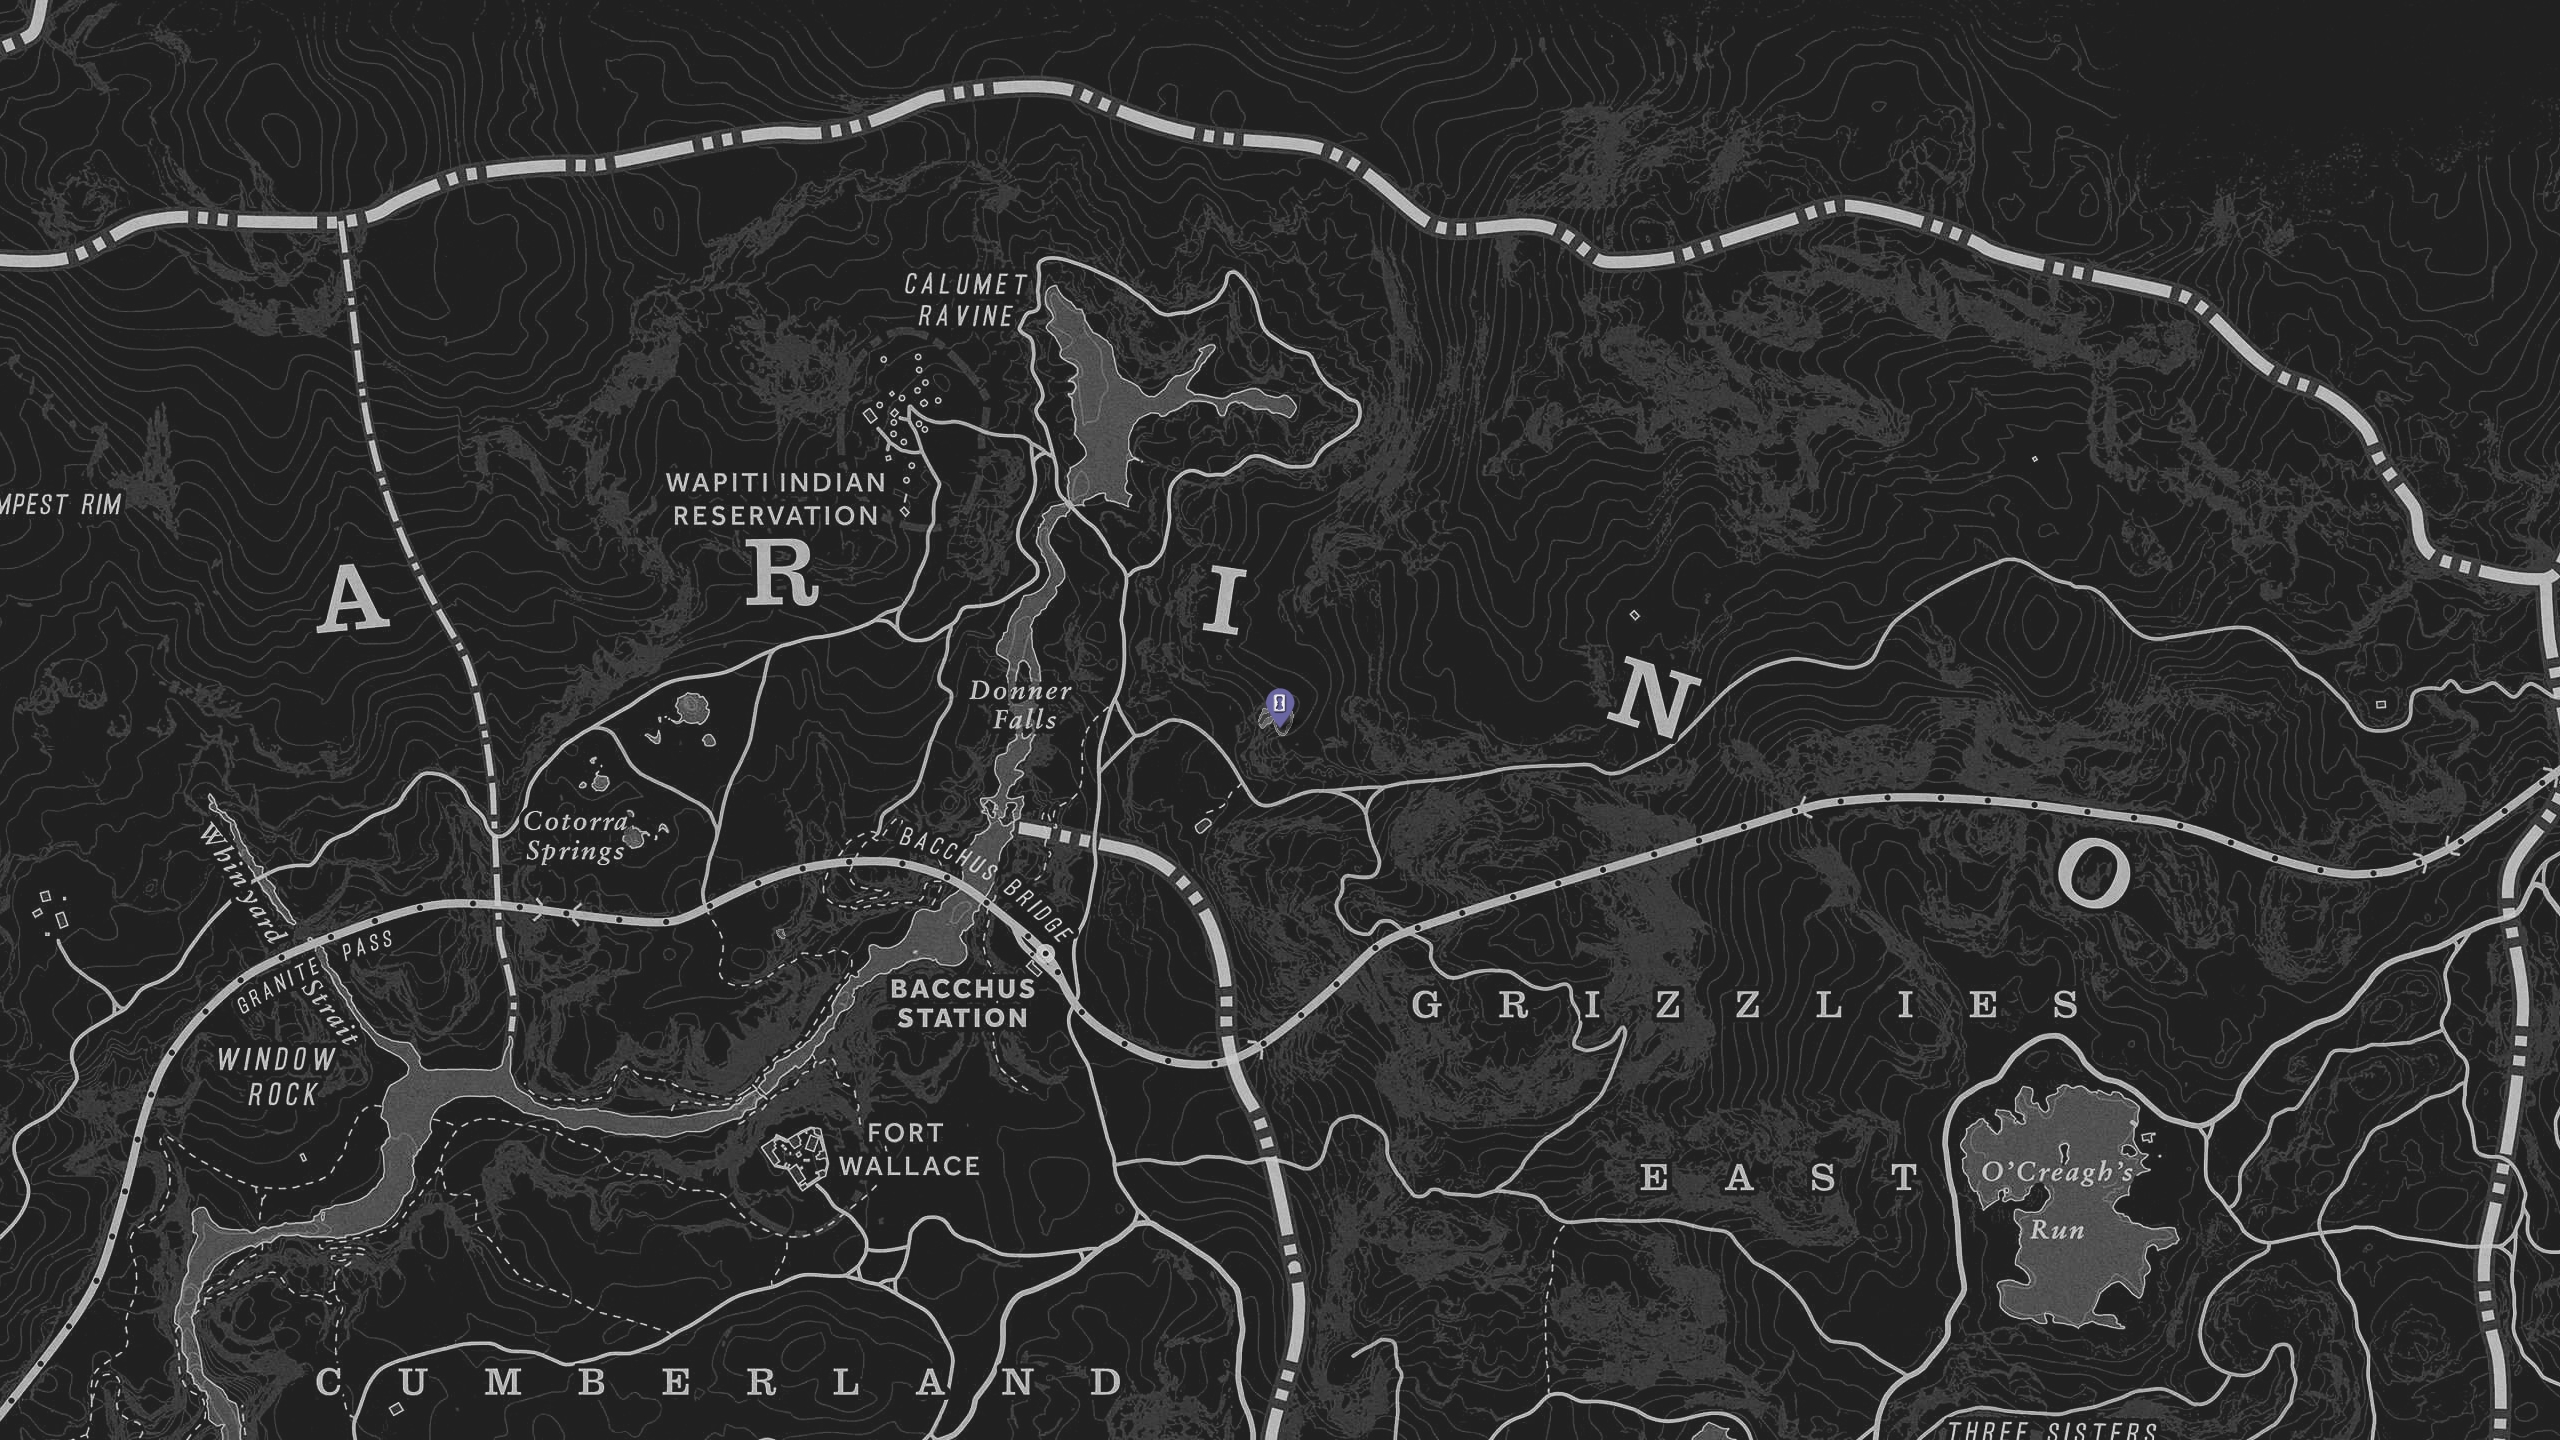 CALUMET
RAVINE
WAPITI INDIAN
RESERVATION
MPEST RIM
A R I N O
Donner
Falls
Cotorra
Springs
Whinyard
Strait
BACCHUS BRIDGE
GRANITE PASS
BACCHUS
STATION
GRIZZLIES
WINDOW
ROCK
FORT
WALLACE
EAST
O'Creagh's
Run
CUMBERLAND
THREE SISTERS